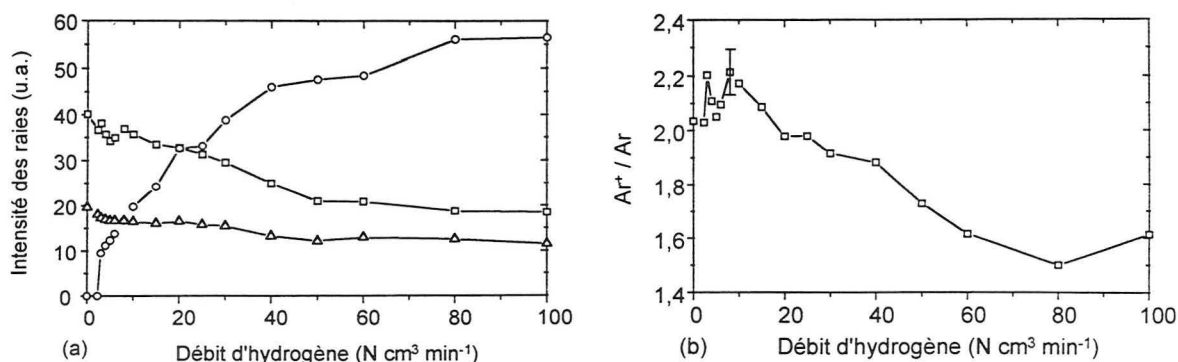 Intensité des raies (u.a.)
60
50
40
30
20
10
0
0 20 40 60 80 100
(a) Débit d'hydrogène (N cm³ min⁻¹)
Ar⁺ / Ar
2,4
2,2
2,0
1,8
1,6
1,4
0 20 40 60 80 100
(b) Débit d'hydrogène (N cm³ min⁻¹)